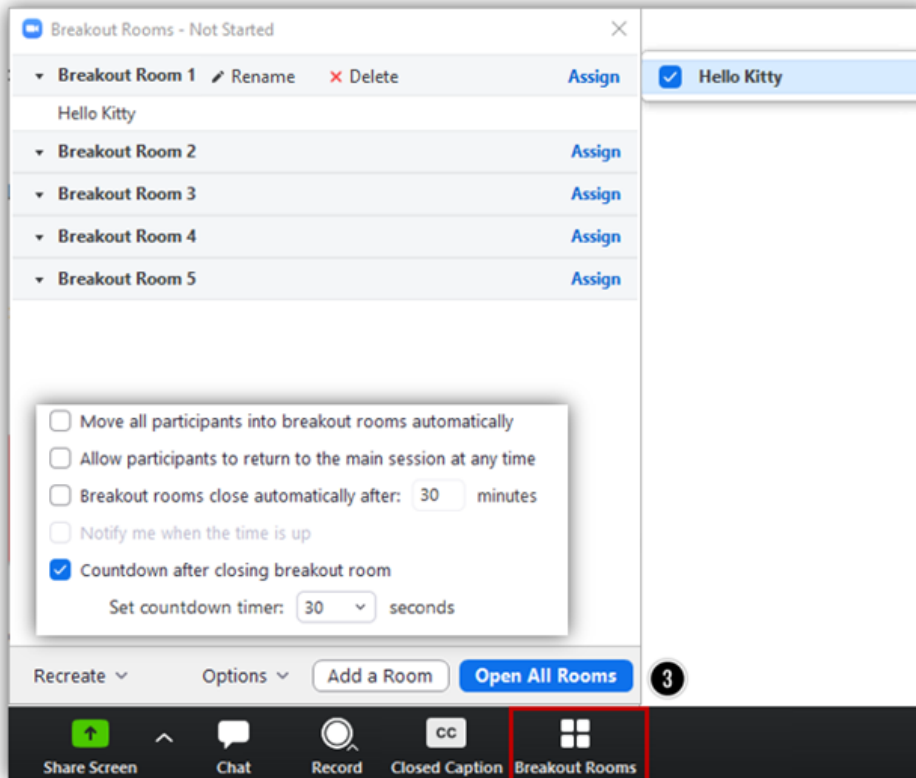 Breakout Rooms - Not Started
Breakout Room 1 Rename Delete Assign
Hello Kitty
Hello Kitty
Breakout Room 2 Assign
Breakout Room 3 Assign
Breakout Room 4 Assign
Breakout Room 5 Assign
Move all participants into breakout rooms automatically
Allow participants to return to the main session at any time
Breakout rooms close automatically after: 30 minutes
Notify me when the time is up
Countdown after closing breakout room
Set countdown timer: 30 seconds
Recreate Options Add a Room Open All Rooms 3
CC
Share Screen Chat Record Closed Caption Breakout Rooms